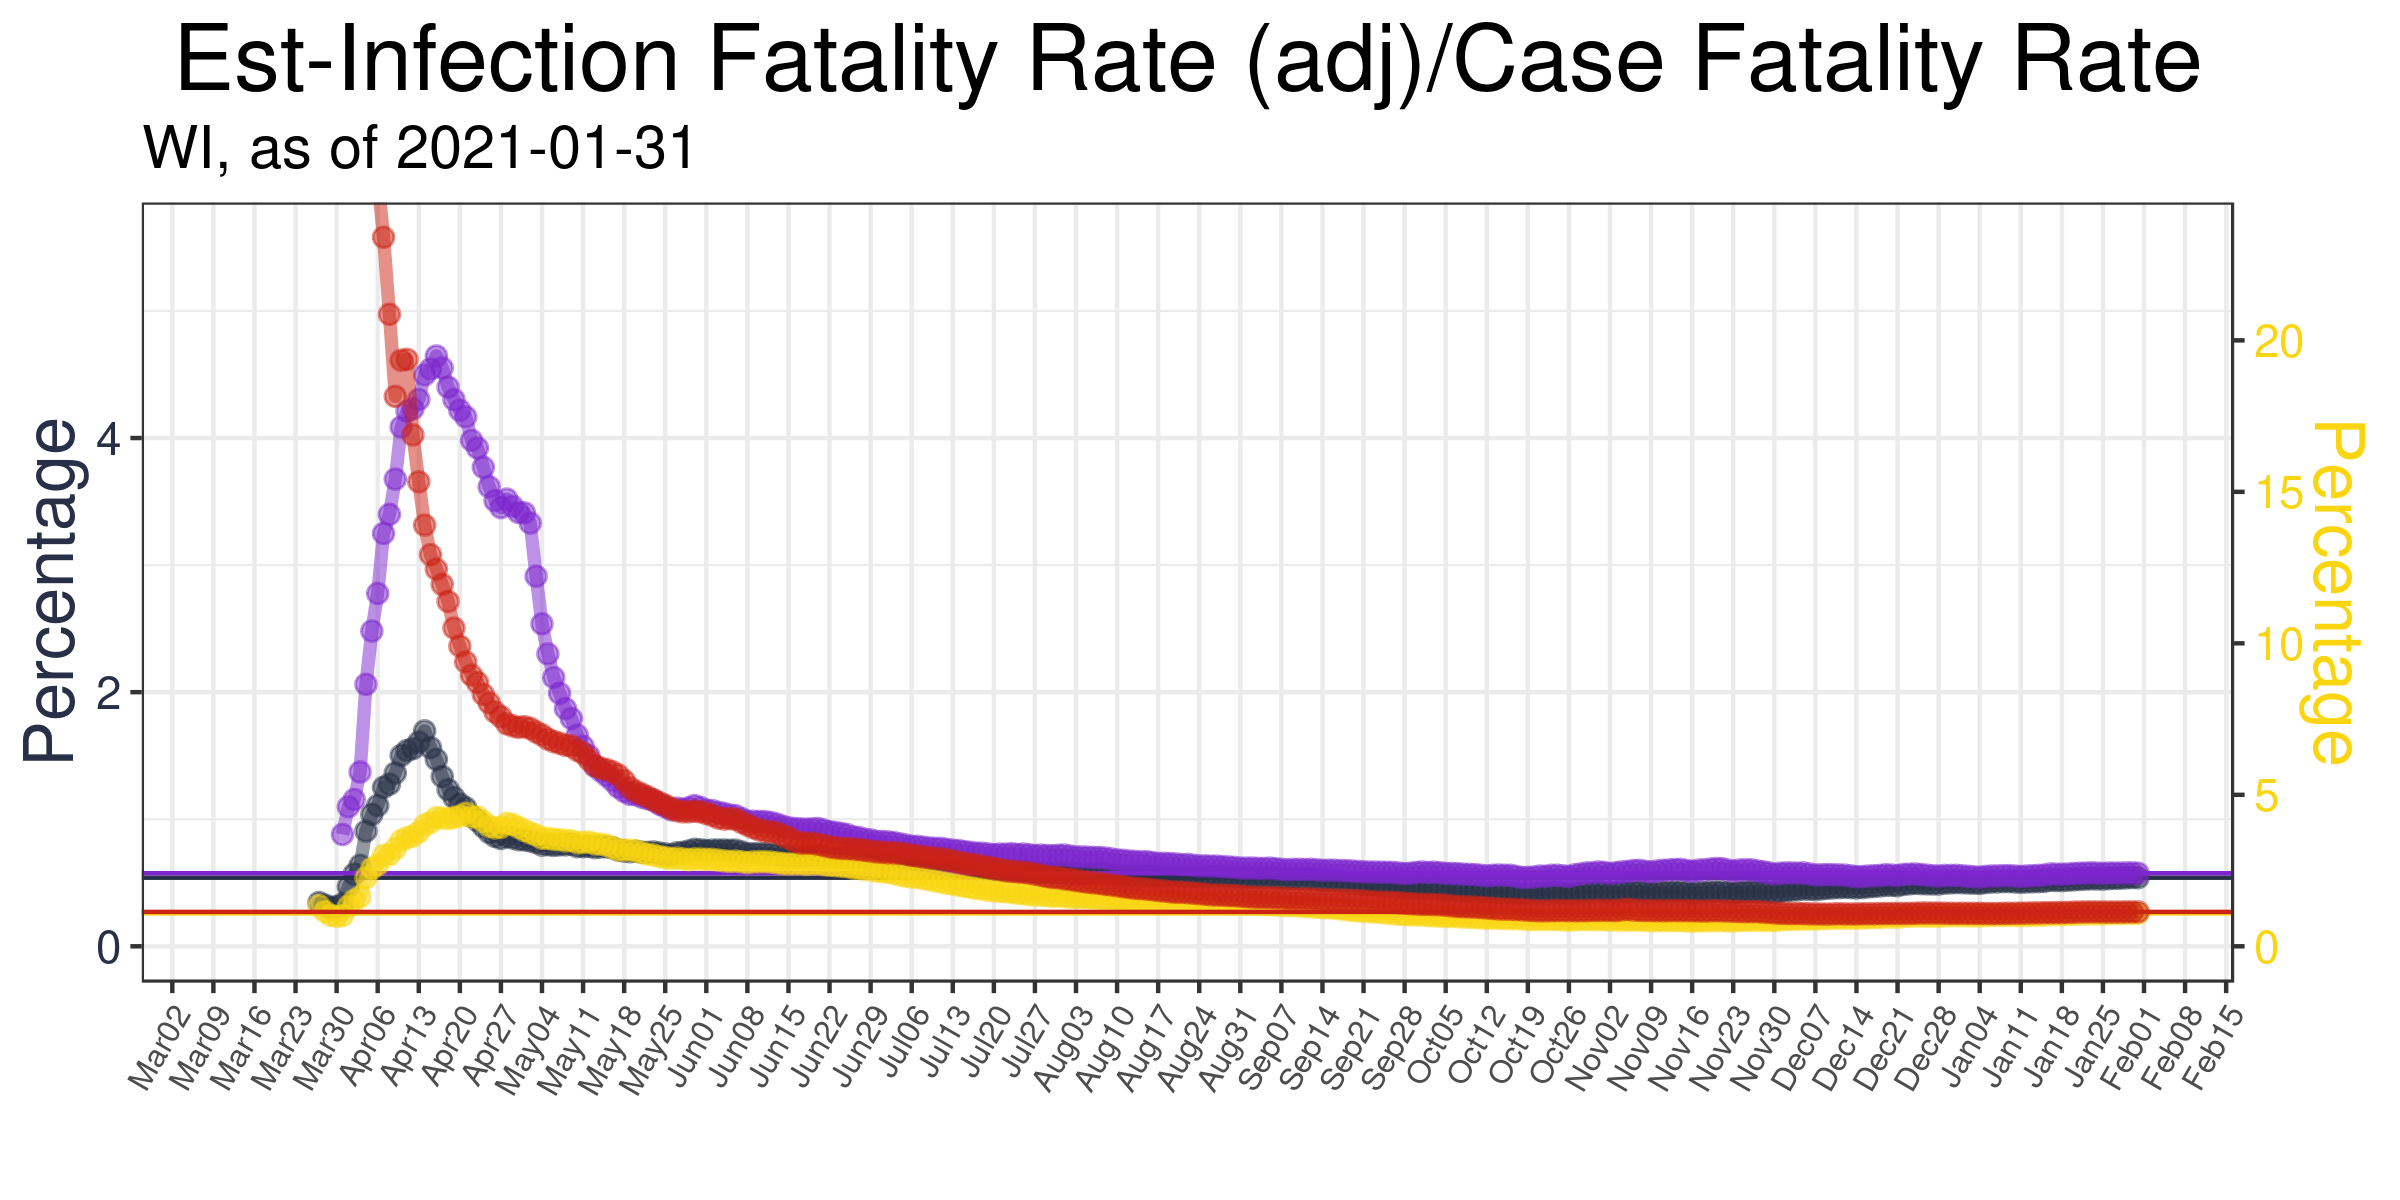 Est-Infection Fatality Rate (adj)/Case Fatality Rate
WI, as of 2021-01-31
Percentage
4
2
0
20
15
10
5
0
Percentage
Mar02 Mar09 Mar16 Mar23 Mar30 Apr06 Apr13 Apr20 Apr27 May04 May11 May18 May25 Jun01 Jun08 Jun15 Jun22 Jun29 Jul06 Jul13 Jul20 Jul27 Aug03 Aug10 Aug17 Aug24 Aug31 Sep07 Sep14 Sep21 Sep28 Oct05 Oct12 Oct19 Oct26 Nov02 Nov09 Nov16 Nov23 Nov30 Dec07 Dec14 Dec21 Dec28 Dec04 Jan11 Jan18 Jan25 Feb01 Feb08 Feb15